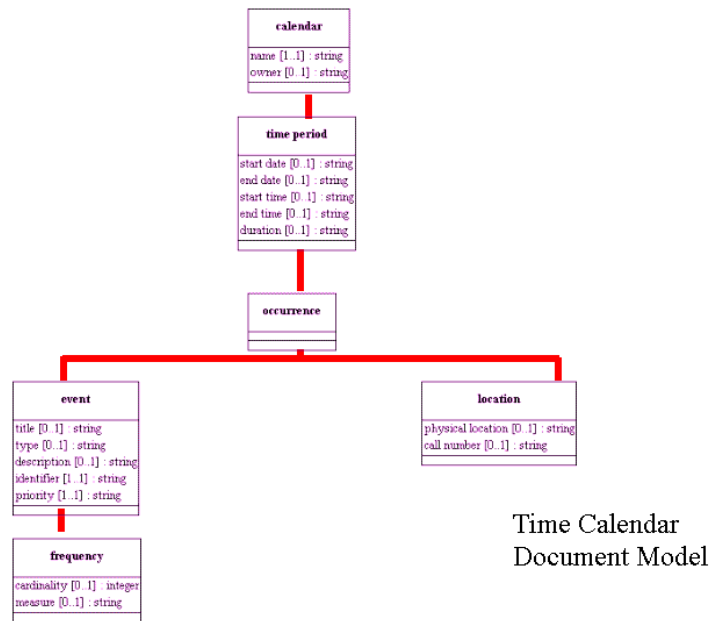 calendar
name [1..1] : string
owner [0..1] : string
time period
start date [0..1] : string
end date [0..1] : string
start time [0..1] : string
end time [0..1] : string
duration [0..1] : string
occurrence
event
title [0..1] : string
type [0..1] : string
description [0..1] : string
identifier [1..1] : string
priority [1..1] : string
location
physical location [0..1] : string
call number [0..1] : string
frequency
cardinality [0..1] : integer
measure [0..1] : string
Time Calendar
Document Model